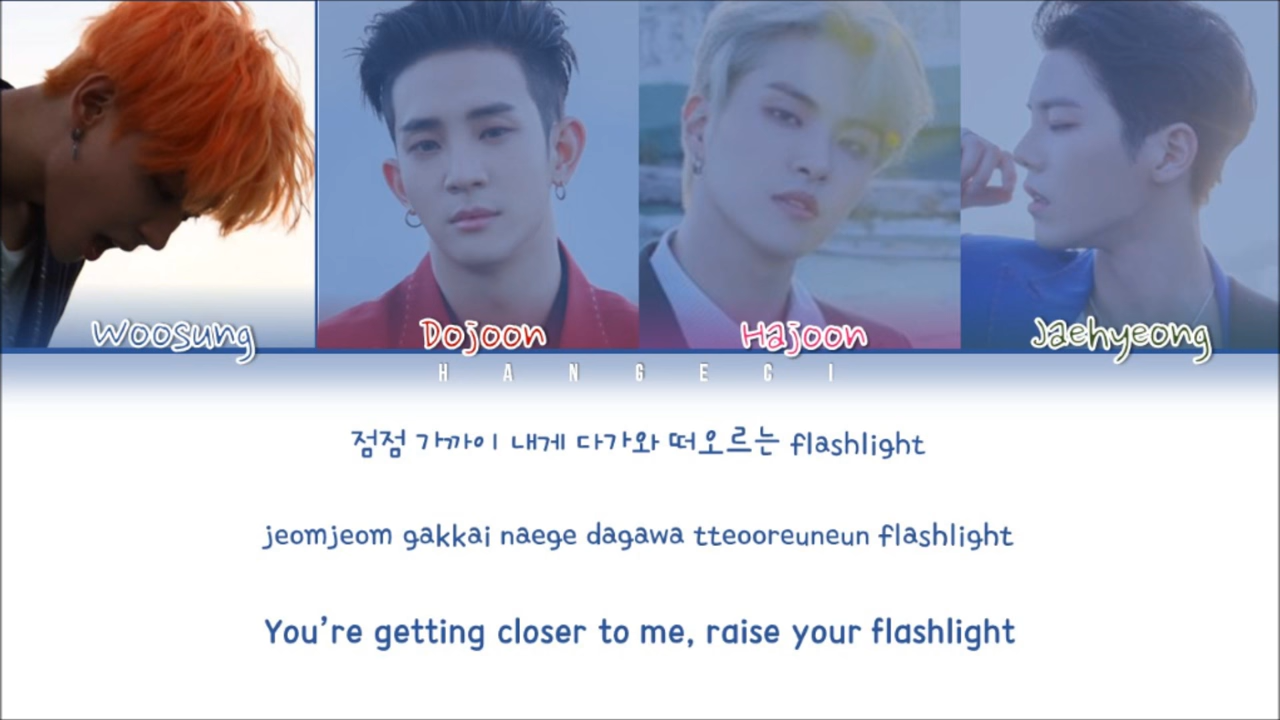 Woosung
Dojoon
Hajoon
Jaehyeong
HANGECI
점점 가까이 내게 다가와 떠오르는 flashlight
jeomjeom gakkai naege dagawa tteooreuneun flashlight
You’re getting closer to me, raise your flashlight